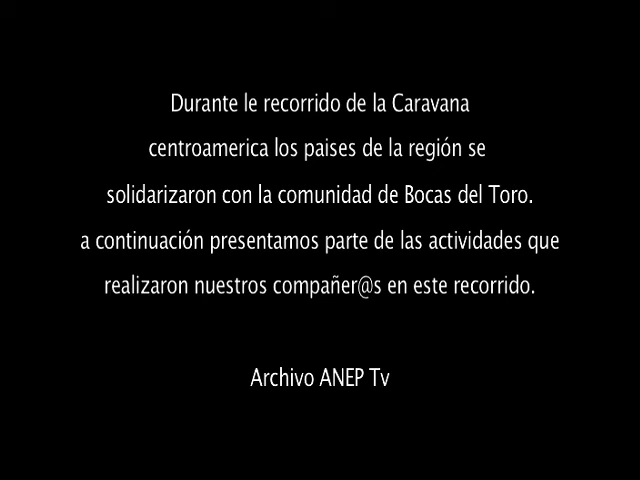 Durante le recorrido de la Caravana
centroamerica los paises de la región se
solidarizaron con la comunidad de Bocas del Toro.
a continuación presentamos parte de las actividades que
realizaron nuestros compañer@s en este recorrido.
Archivo ANEP Tv